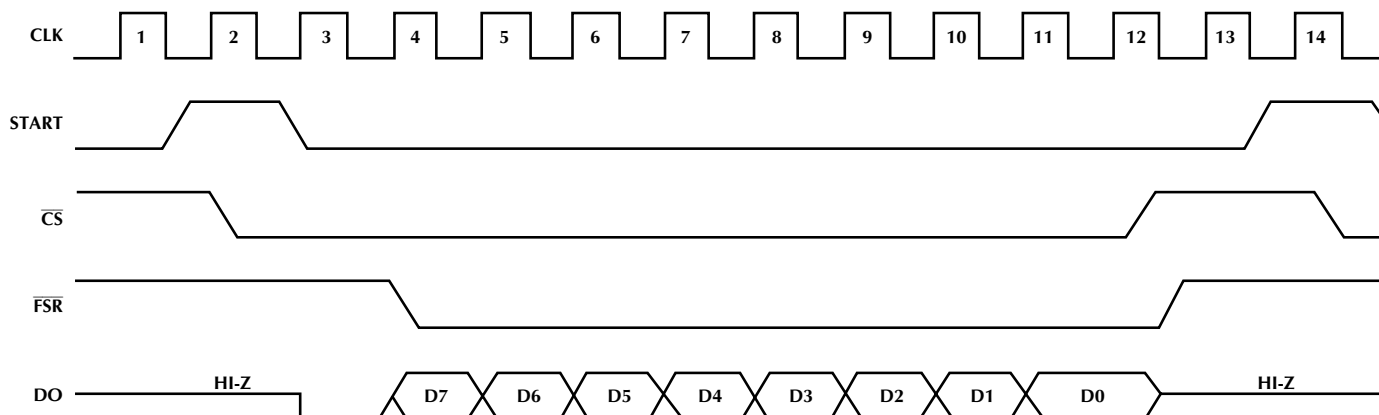 CLK 1 2 3 4 5 6 7 8 9 10 11 12 13 14
START
CS
FSR
DO HI-Z D7 D6 D5 D4 D3 D2 D1 D0 HI-Z